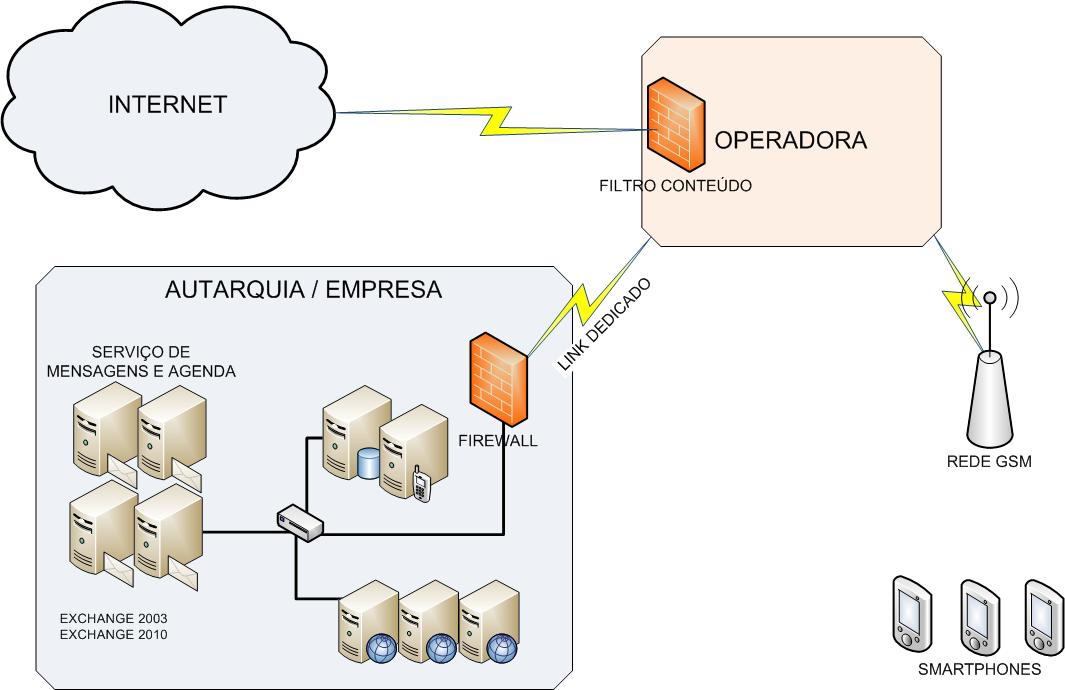 INTERNET
OPERADORA
FILTRO CONTEÚDO
AUTARQUIA / EMPRESA
LINK DEDICADO
SERVIÇO DE
MENSAGENS E AGENDA
FIREWALL
REDE GSM
EXCHANGE 2003
EXCHANGE 2010
SMARTPHONES